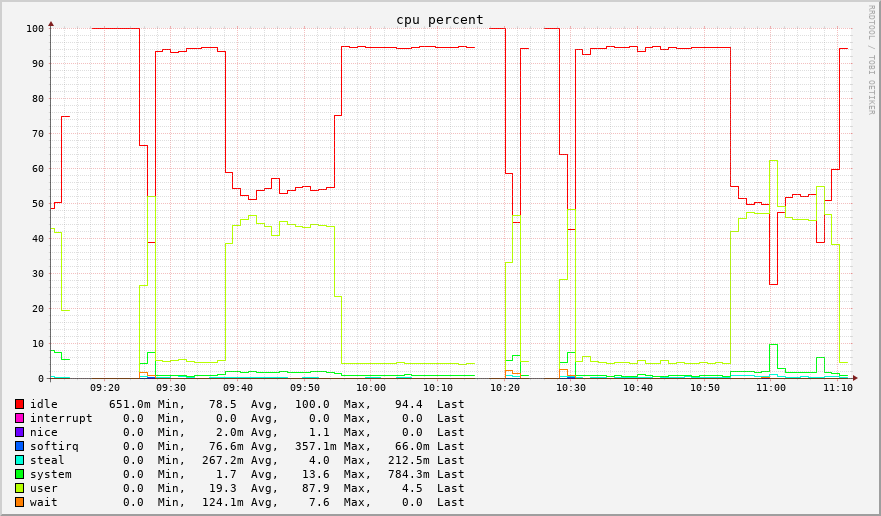 cpu percent
RRDTOOL / TOBI OETIKER
100
90
80
70
60
50
40
30
20
10
0
09:20 09:30 09:40 09:50 10:00 10:10 10:20 10:30 10:40 10:50 11:00 11:10
idle 651.0m Min, 78.5 Avg, 100.0 Max, 94.4 Last
interrupt 0.0 Min, 0.0 Avg, 0.0 Max, 0.0 Last
nice 0.0 Min, 2.0m Avg, 1.1 Max, 0.0 Last
softirq 0.0 Min, 76.6m Avg, 357.1m Max, 66.0m Last
steal 0.0 Min, 267.2m Avg, 4.0 Max, 212.5m Last
system 0.0 Min, 1.7 Avg, 13.6 Max, 784.3m Last
user 0.0 Min, 19.3 Avg, 87.9 Max, 4.5 Last
wait 0.0 Min, 124.1m Avg, 7.6 Max, 0.0 Last